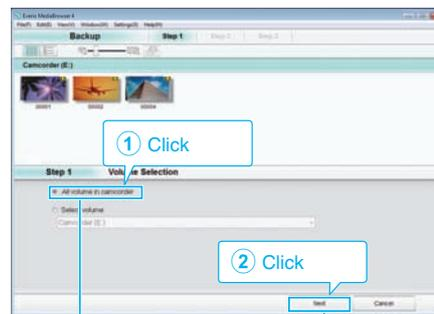 Everio MediaBrowser 4
File(F) Edit(E) View(V) Window(W) Settings(S) Help(H)
Backup Step 1 Step 2 Step 3
Camcorder (E:)
00001 00002 00004
1 Click
Step 1 Volume Selection
All volume in camcorder
Select volume
Camcorder (E:)
2 Click
Next Cancel